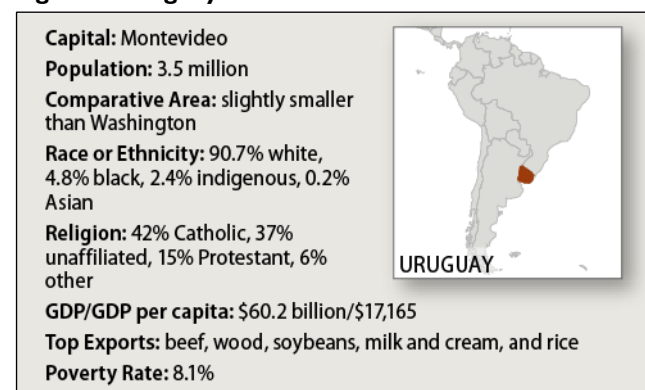 Capital: Montevideo
Population: 3.5 million
Comparative Area: slightly smaller
than Washington
Race or Ethnicity: 90.7% white,
4.8% black, 2.4% indigenous, 0.2%
Asian
Religion: 42% Catholic, 37%
unaffiliated, 15% Protestant, 6%
other
URUGUAY
GDP/GDP per capita: $60.2 billion/$17,165
Top Exports: beef, wood, soybeans, milk and cream, and rice
Poverty Rate: 8.1%